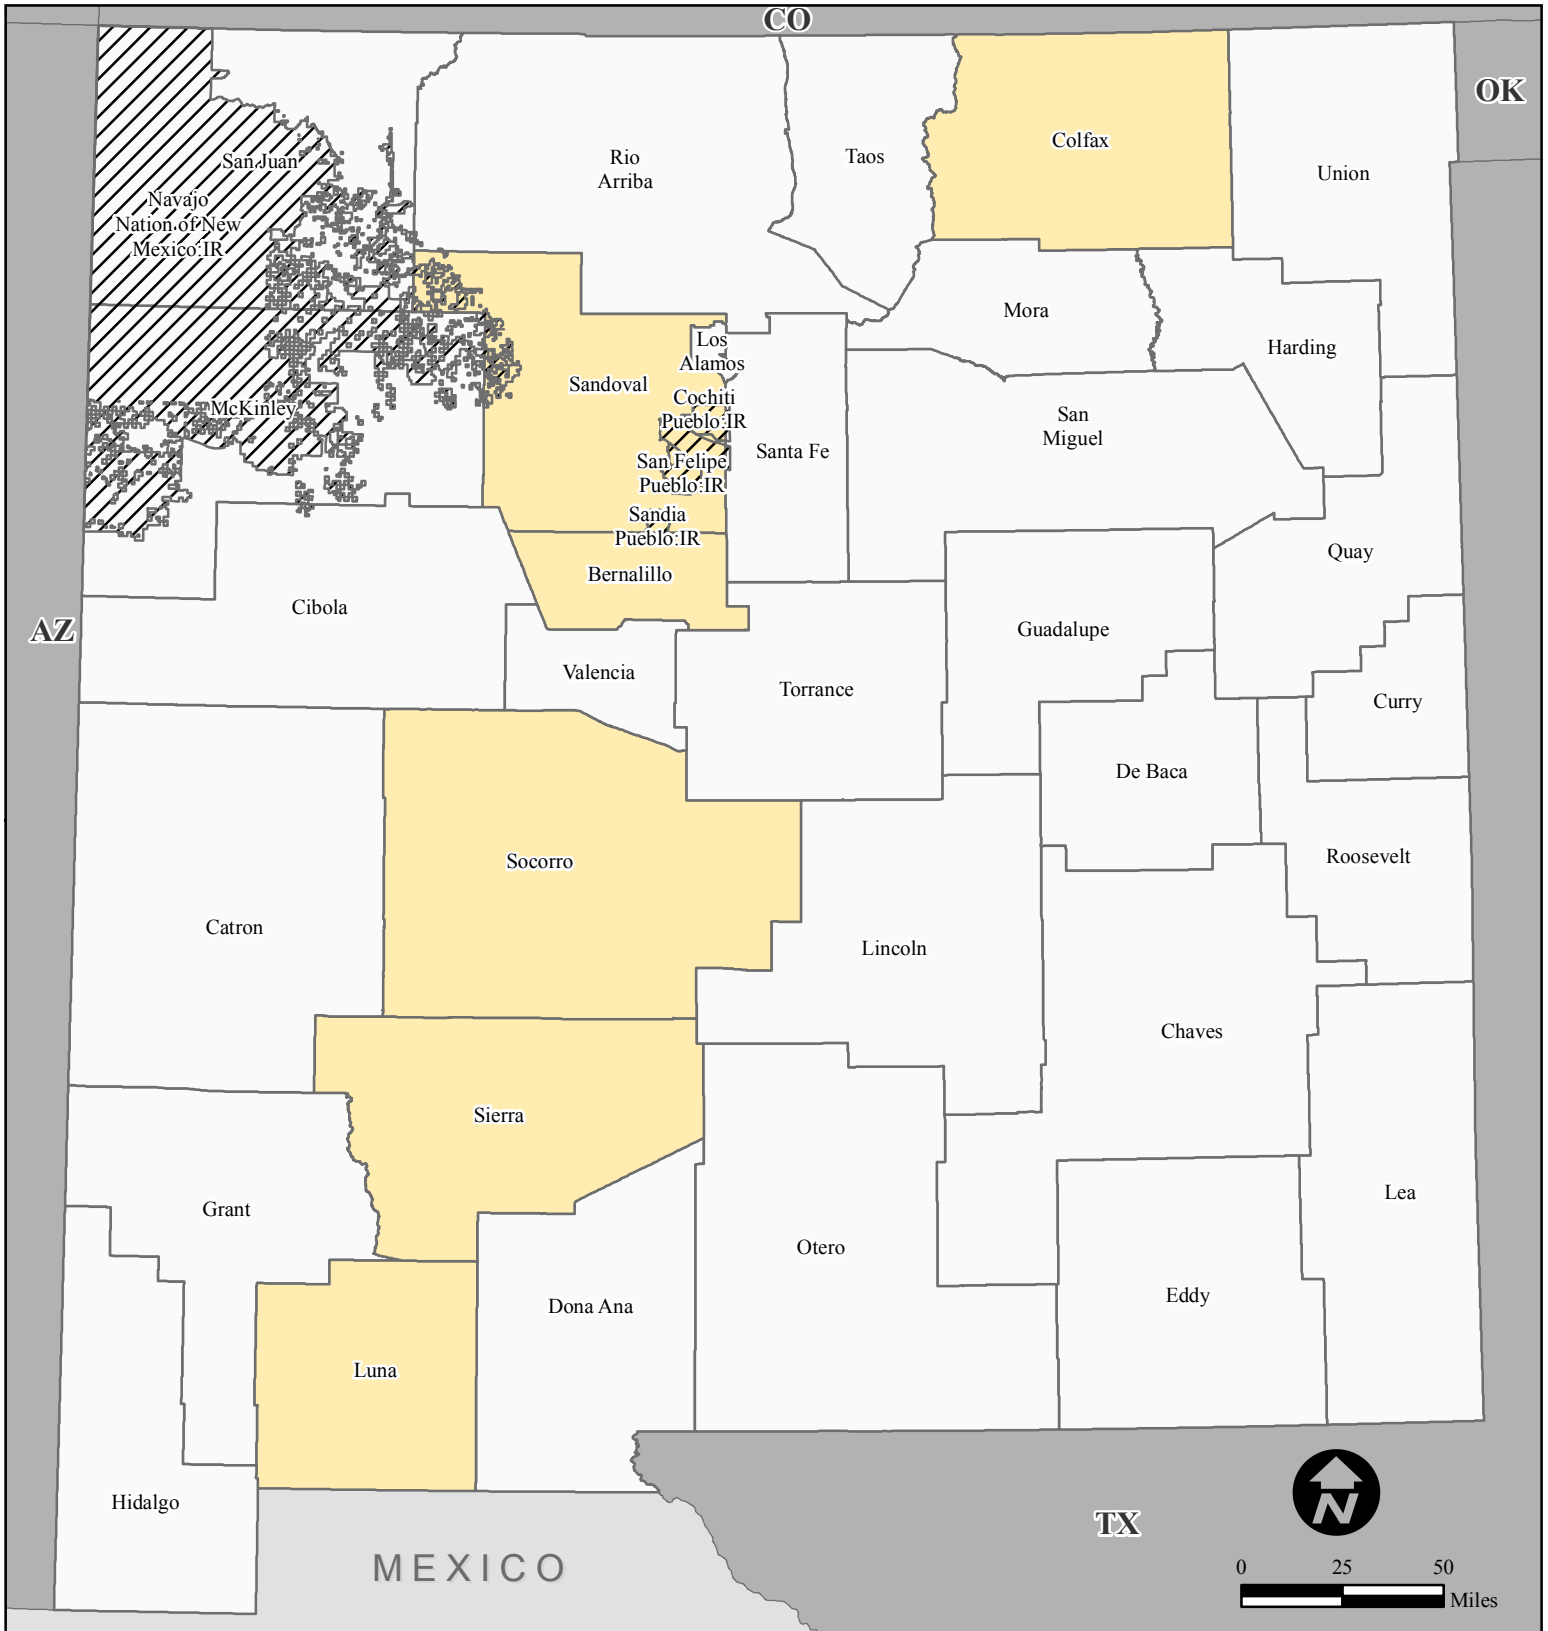 CO
OK
Colfax
Taos
Rio
Arriba
San Juan
Union
Navajo
Nation of New
Mexico IR
Mora
Los
Alamos
Harding
Sandoval
Cochiti
Pueblo IR
McKinley
San
Miguel
Santa Fe
San Felipe
Pueblo IR
Sandia
Pueblo IR
Quay
Bernalillo
Cibola
AZ
Guadalupe
Valencia
Torrance
Curry
De Baca
Socorro
Roosevelt
Catron
Lincoln
Chaves
Sierra
Lea
Grant
Otero
Eddy
Dona Ana
Luna
Hidalgo
N
TX
MEXICO
0 25 50
Miles